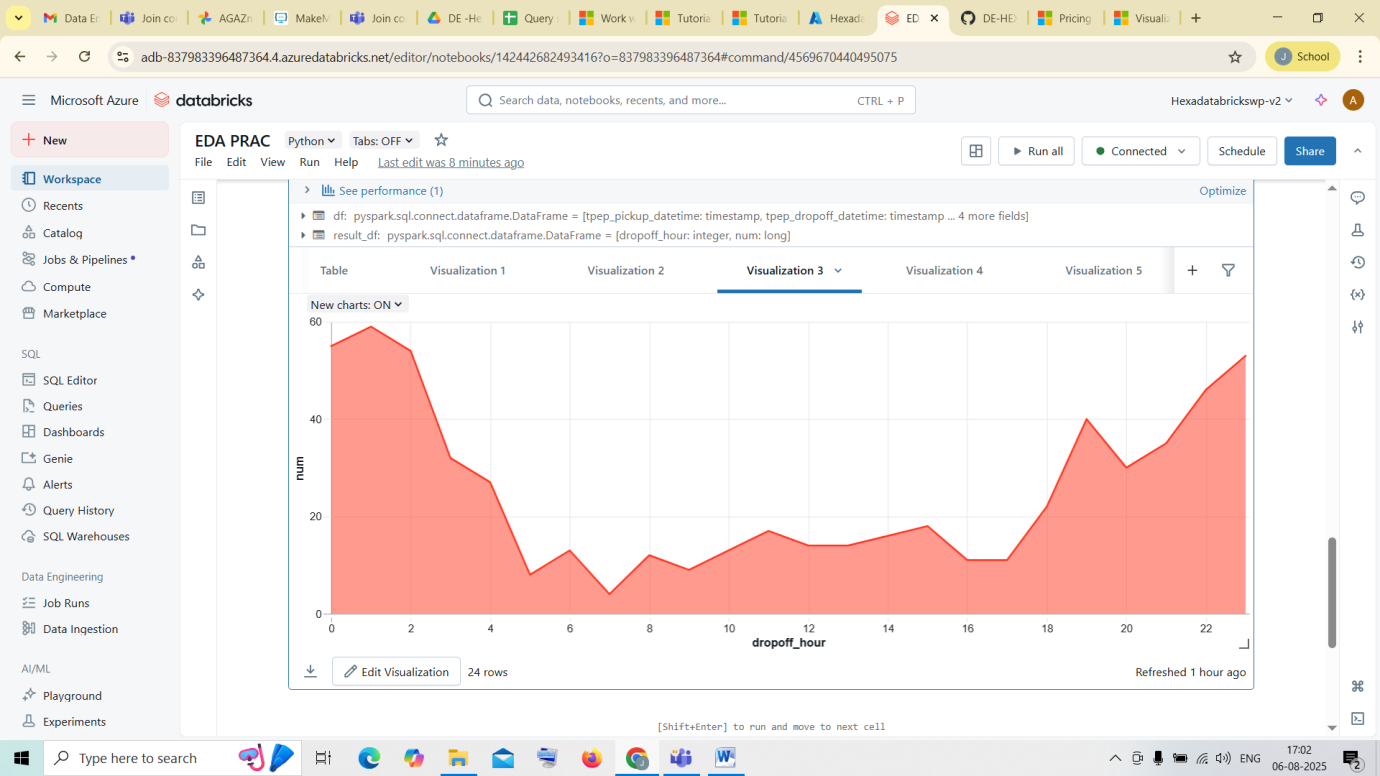 Data En
Join co
AGAZn
MakeM
Join co
DE -He
Query
Work w
Tutoria
Tutoria
Hexada
ED
DE-HEX
Pricing
Visualiz
adb-837983396487364.4.azuredatabricks.net/editor/notebooks/1424426824934​16?o=837983396487364#command/4569670440495075
J School
Microsoft Azure databricks
Search data, notebooks, recents, and more... CTRL + P
Hexadatabrickswp-v2
A
New
Workspace
Recents
Catalog
Jobs & Pipelines
Compute
Marketplace
SQL
SQL Editor
Queries
Dashboards
Genie
Alerts
Query History
SQL Warehouses
Data Engineering
Job Runs
Data Ingestion
AI/ML
Playground
Experiments
EDA PRAC Python Tabs: OFF
File Edit View Run Help Last edit was 8 minutes ago
Run all Connected Schedule Share
See performance (1) Optimize
df: pyspark.sql.connect.dataframe.DataFrame = [tpep_pickup_datetime: timestamp, tpep_dropoff_datetime: timestamp ... 4 more fields]
result_df: pyspark.sql.connect.dataframe.DataFrame = [dropoff_hour: integer, num: long]
Table Visualization 1 Visualization 2 Visualization 3 Visualization 4 Visualization 5
New charts: ON
60
40
20
0
num
0 2 4 6 8 10 12 14 16 18 20 22
dropoff_hour
Edit Visualization 24 rows Refreshed 1 hour ago
[Shift+Enter] to run and move to next cell
Type here to search
ENG
17:02
06-08-2025
2